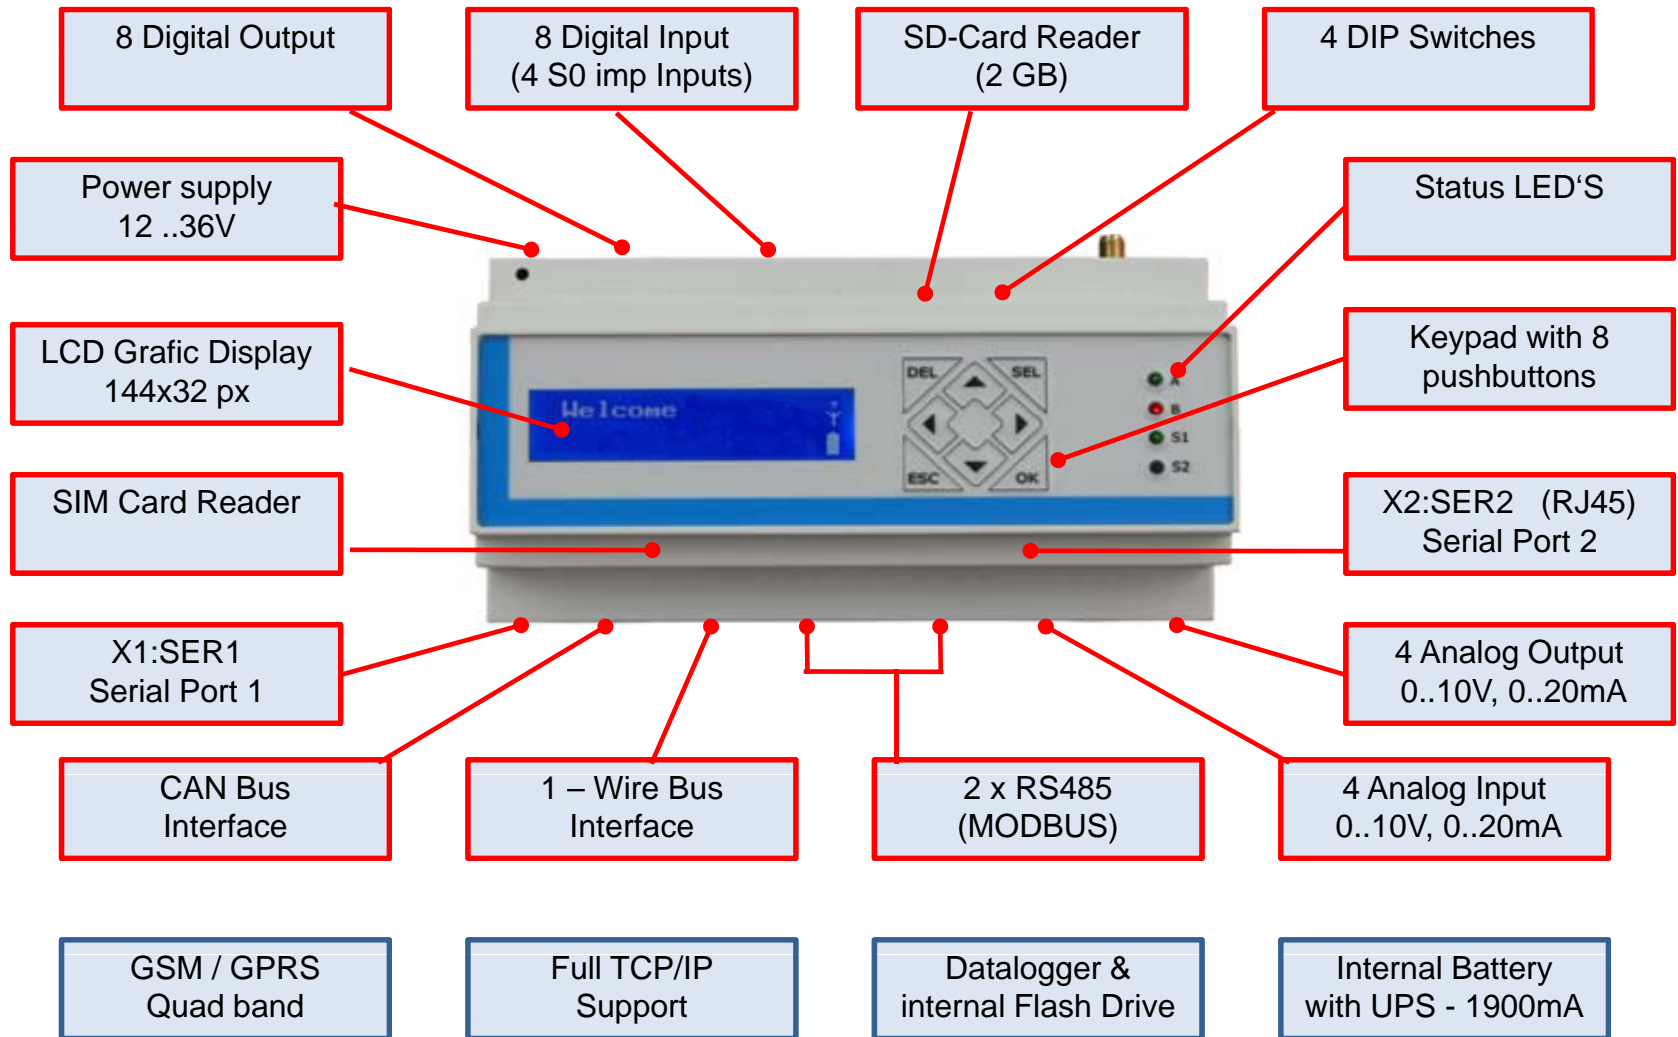 8 Digital Output
8 Digital Input
(4 S0 imp Inputs)
SD-Card Reader
(2 GB)
4 DIP Switches
Power supply
12 ..36V
Status LED‘S
LCD Grafic Display
144x32 px
Keypad with 8
pushbuttons
Welcome
DEL
SEL
ESC
OK
A
B
S1
S2
SIM Card Reader
X2:SER2 (RJ45)
Serial Port 2
X1:SER1
Serial Port 1
4 Analog Output
0..10V, 0..20mA
CAN Bus
Interface
1 – Wire Bus
Interface
2 x RS485
(MODBUS)
4 Analog Input
0..10V, 0..20mA
GSM / GPRS
Quad band
Full TCP/IP
Support
Datalogger &
internal Flash Drive
Internal Battery
with UPS - 1900mA